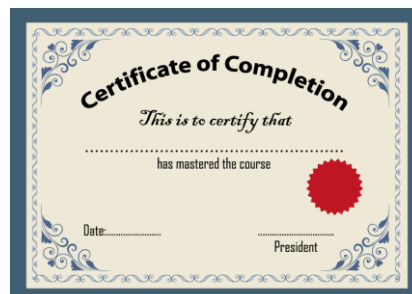 Certificate of Completion
This is to certify that
........................................................
has mastered the course
Date:...................... ..............................
President